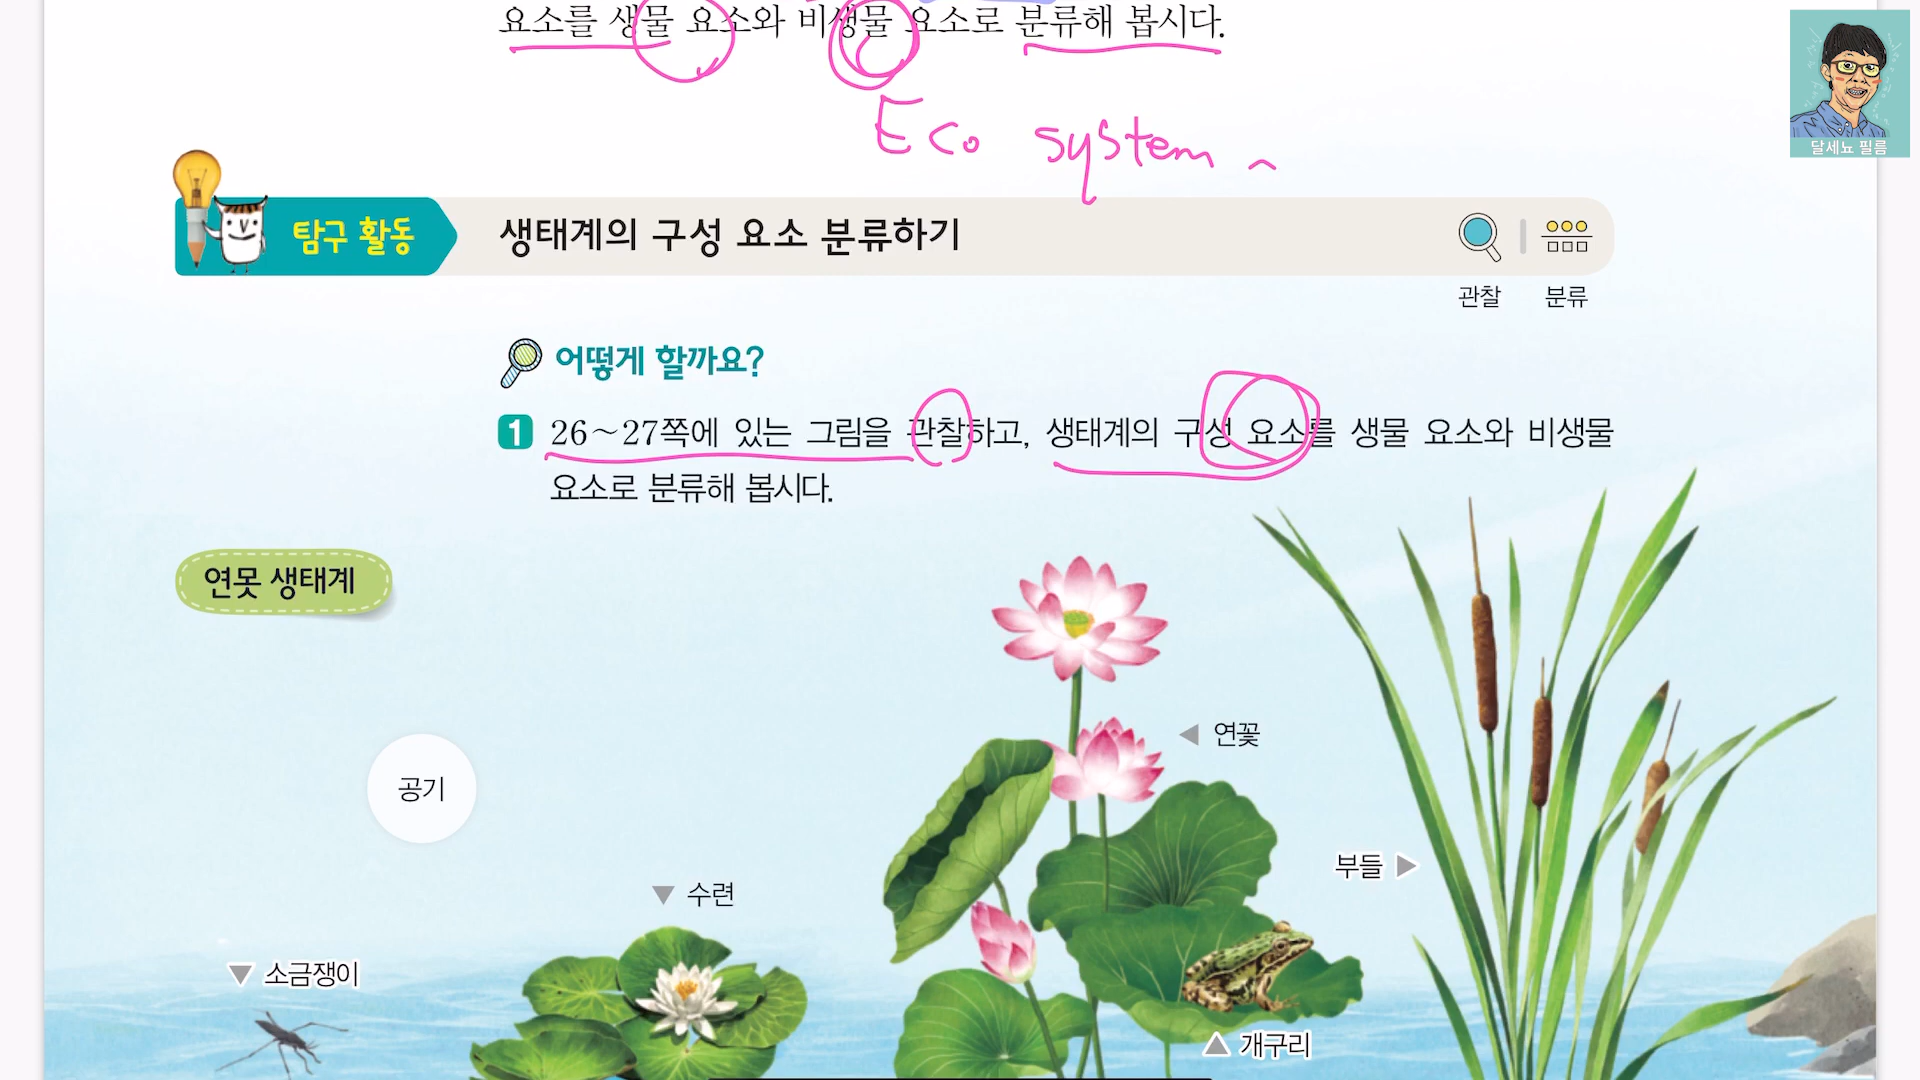 요소를 생물 요소와 비생물 요소로 분류해 봅시다.
Eco system
달세뇨 필름
탐구 활동
생태계의 구성 요소 분류하기
관찰
분류
어떻게 할까요?
1 26~27쪽에 있는 그림을 관찰하고, 생태계의 구성 요소를 생물 요소와 비생물
요소로 분류해 봅시다.
연못 생태계
◀ 연꽃
공기
부들 ▶
▼ 수련
▼ 소금쟁이
▲ 개구리